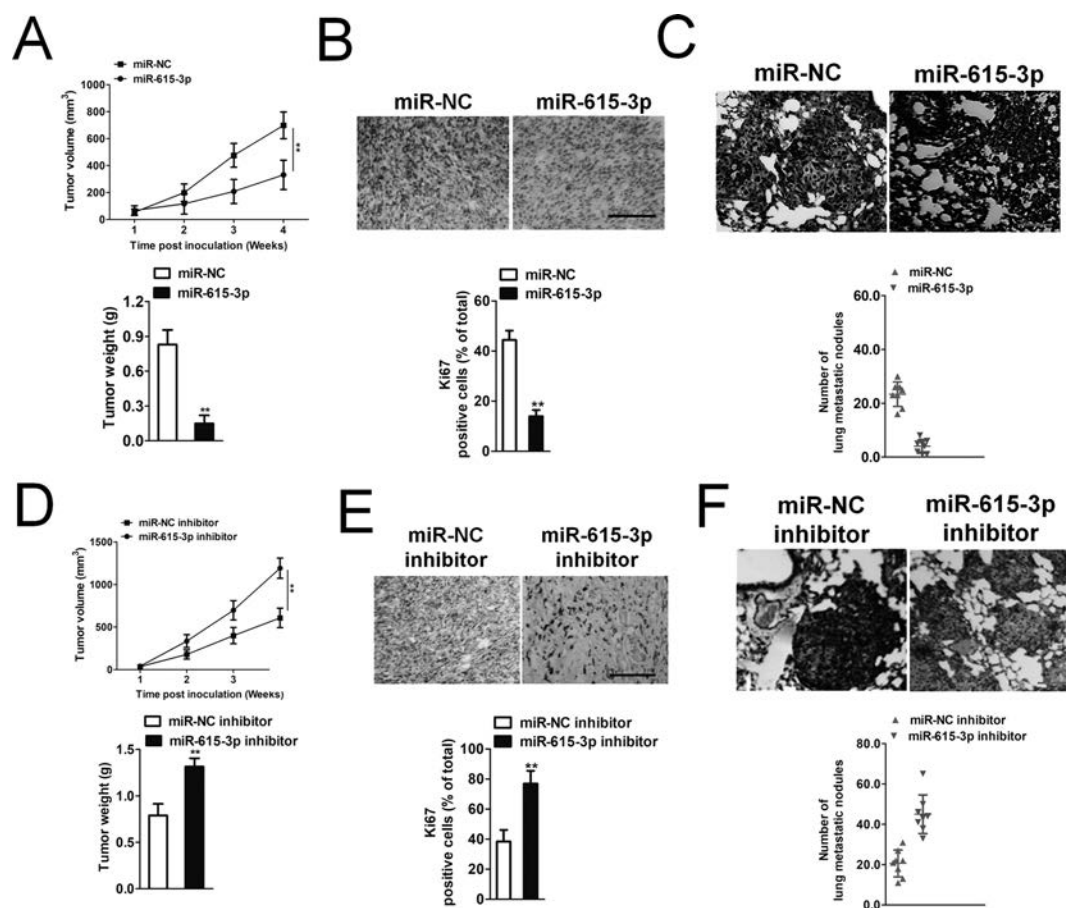 A
miR-NC
miR-615-3p
Tumor volume (mm³)
1000
800
600
400
200
0
1 2 3 4
**
Time post inoculation (Weeks)
miR-NC
miR-615-3p
Tumor weight (g)
1.2
0.9
0.6
0.3
0.0
**
B
miR-NC miR-615-3p
miR-NC
miR-615-3p
Ki67
positive cells (% of total)
60
40
20
0
**
C
miR-NC miR-615-3p
miR-NC
miR-615-3p
Number of
lung metastatic nodules
60.0
40.0
20.0
0.0
D
miR-NC inhibitor
miR-615-3p inhibitor
Tumor volume (mm³)
1500
1000
500
0
1 2 3 4
**
Time post inoculation (Weeks)
miR-NC inhibitor
miR-615-3p inhibitor
Tumor weight (g)
1.5
1.0
0.5
0.0
**
E
miR-NC miR-615-3p
inhibitor inhibitor
miR-NC inhibitor
miR-615-3p inhibitor
Ki67
positive cells (% of total)
100
80
60
40
20
0
**
F
miR-NC miR-615-3p
inhibitor inhibitor
miR-NC inhibitor
miR-615-3p inhibitor
Number of
lung metastatic nodules
80.0
60.0
40.0
20.0
0.0